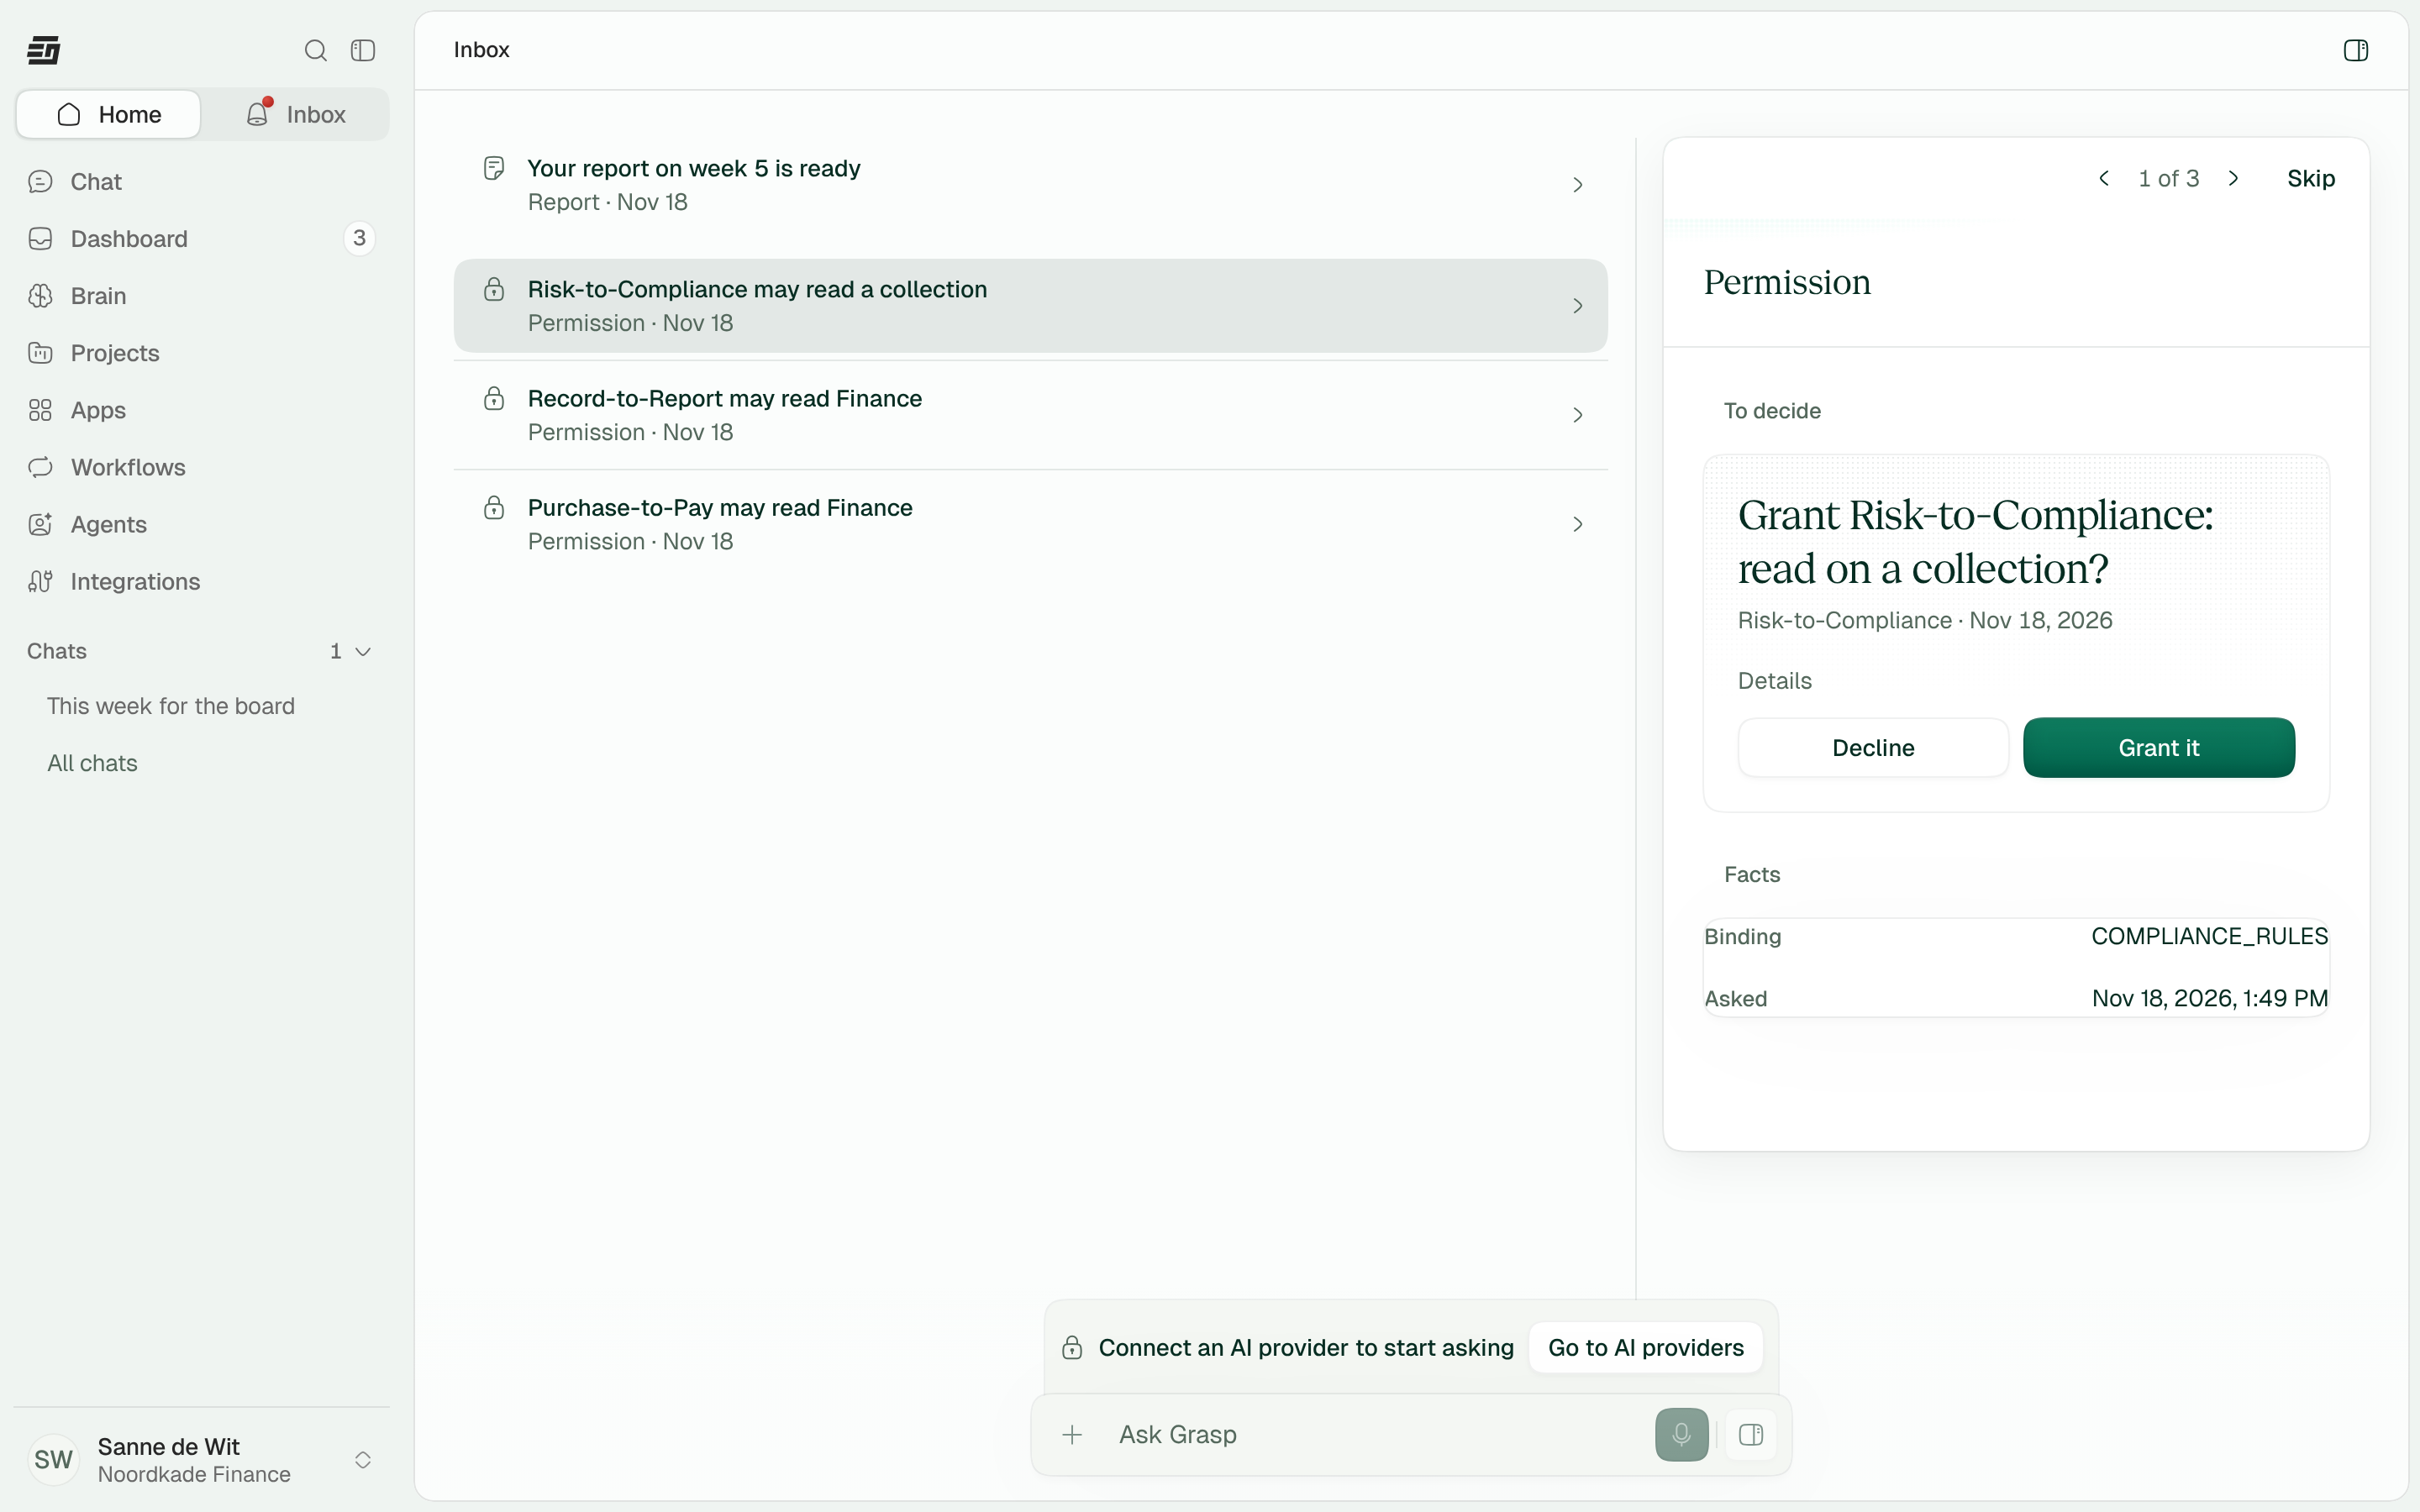 Home
Inbox
Chat
Dashboard
3
Brain
Projects
Apps
Workflows
Agents
Integrations
Chats
1
This week for the board
All chats
SW
Sanne de Wit
Noordkade Finance
Inbox
Your report on week 5 is ready
Report · Nov 18
Risk-to-Compliance may read a collection
Permission · Nov 18
Record-to-Report may read Finance
Permission · Nov 18
Purchase-to-Pay may read Finance
Permission · Nov 18
1 of 3
Skip
Permission
To decide
Grant Risk-to-Compliance:
read on a collection?
Risk-to-Compliance · Nov 18, 2026
Details
Decline
Grant it
Facts
Binding
COMPLIANCE_RULES
Asked
Nov 18, 2026, 1:49 PM
Connect an AI provider to start asking
Go to AI providers
Ask Grasp